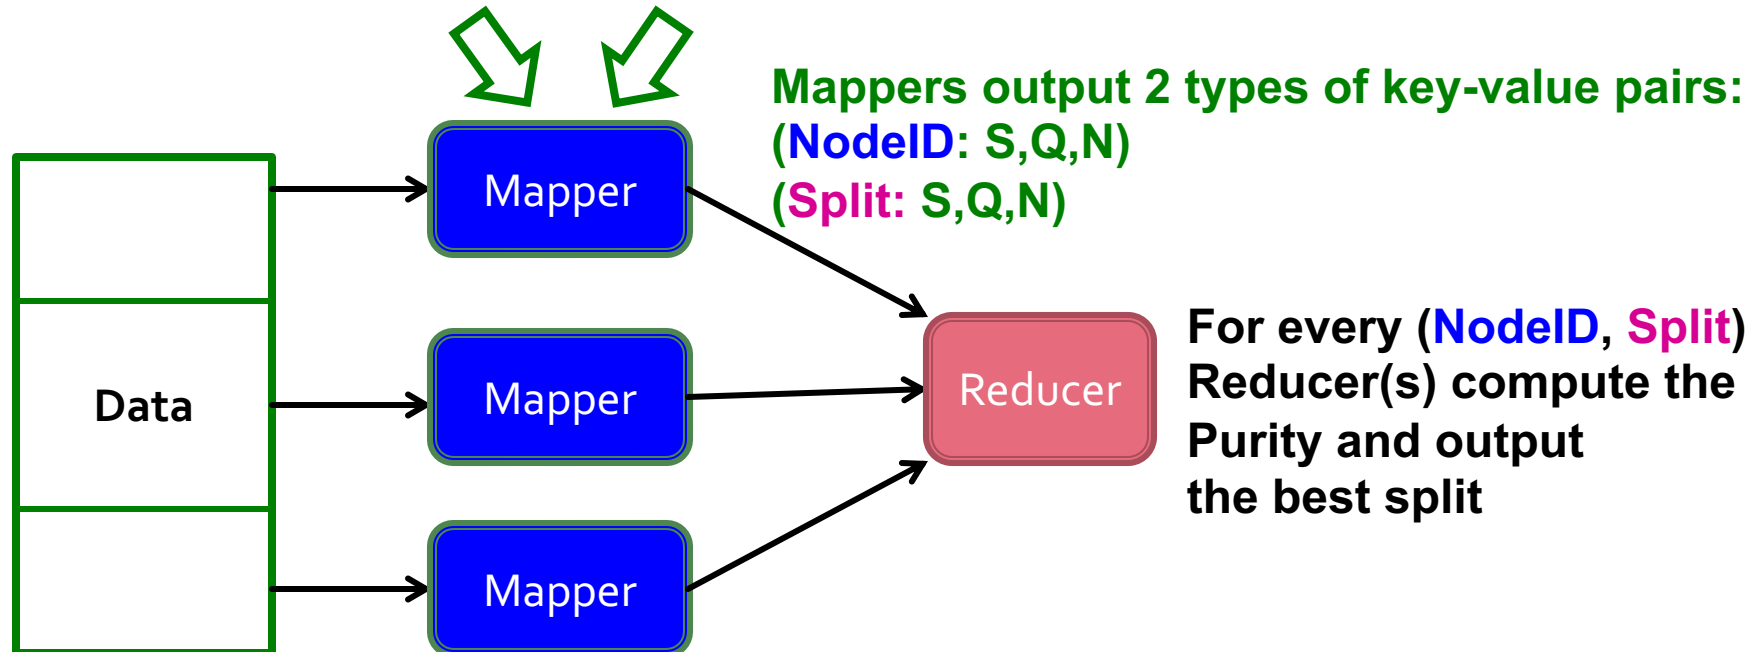 Mappers output 2 types of key-value pairs:
(NodeID: S,Q,N)
(Split: S,Q,N)
Mapper
Data
Mapper
Mapper
Reducer
For every (NodeID, Split)
Reducer(s) compute the
Purity and output
the best split